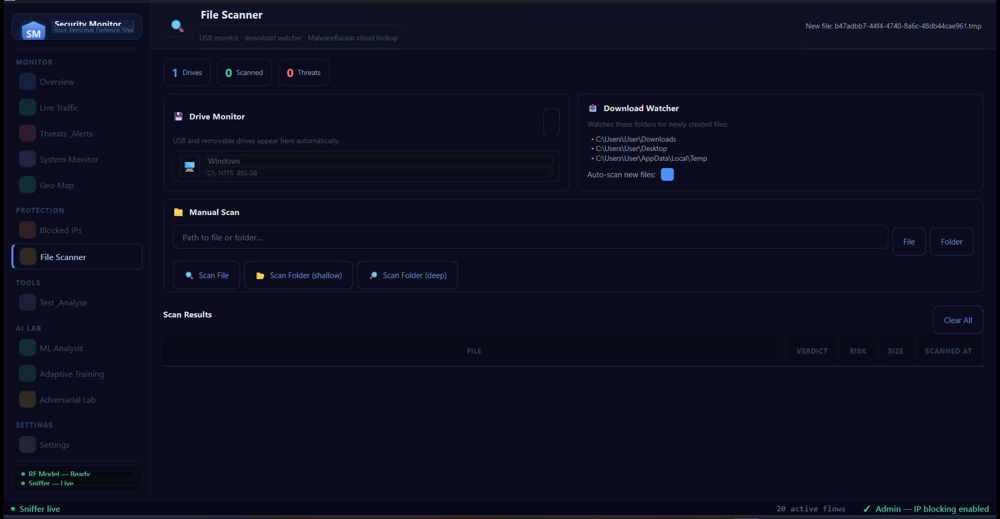 Security Monitor
Your Personal Defence Shie
SM
MONITOR
Overview
Live Traffic
Threats _Alerts
System Monitor
Geo Map
PROTECTION
Blocked IPs
File Scanner
TOOLS
Test _Analyse
AI LAB
ML Analysis
Adaptive Training
Adversarial Lab
SETTINGS
Settings
RF Model — Ready
Sniffer — Live
File Scanner
USB monitor · download watcher · MalwareBazaar cloud lookup
New file: b47adbb7-44f4-4740-8a6c-48db44cae961.tmp
1 Drives
0 Scanned
0 Threats
Drive Monitor
USB and removable drives appear here automatically.
Windows
C:\ NTFS 953 GB
Download Watcher
Watches these folders for newly created files:
• C:\Users\User\Downloads
• C:\Users\User\Desktop
• C:\Users\User\AppData\Local\Temp
Auto-scan new files:
Manual Scan
Path to file or folder...
File
Folder
Scan File
Scan Folder (shallow)
Scan Folder (deep)
Scan Results
Clear All
FILE VERDICT RISK SIZE SCANNED AT
Sniffer live
20 active flows
✓ Admin — IP blocking enabled